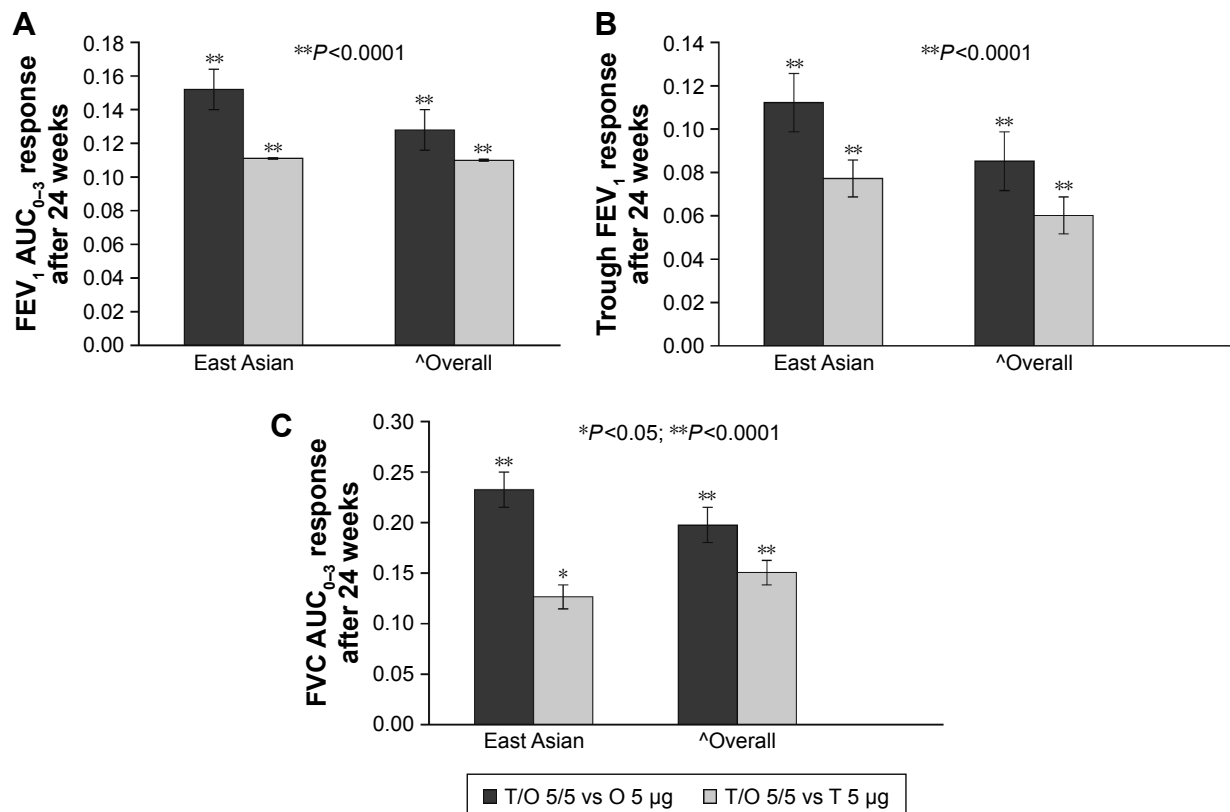 A
FEV₁ AUC₀₋₃ response
after 24 weeks
0.18
0.16
0.14
0.12
0.10
0.08
0.06
0.04
0.02
0.00
**P<0.0001
**
**
**
**
East Asian
^Overall
B
Trough FEV₁ response
after 24 weeks
0.14
0.12
0.10
0.08
0.06
0.04
0.02
0.00
**P<0.0001
**
**
**
**
East Asian
^Overall
C
FVC AUC₀₋₃ response
after 24 weeks
0.30
0.25
0.20
0.15
0.10
0.05
0.00
*P<0.05; **P<0.0001
**
*
**
**
East Asian
^Overall
T/O 5/5 vs O 5 µg
T/O 5/5 vs T 5 µg